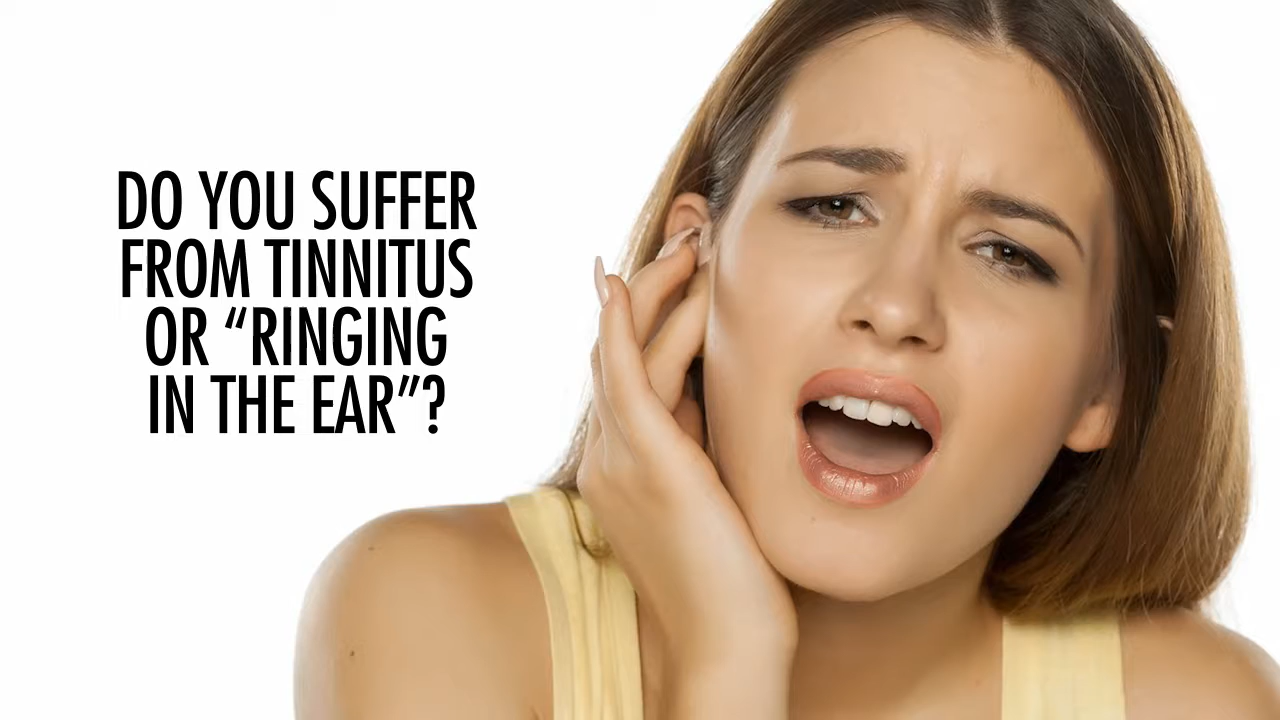 DO YOU SUFFER
FROM TINNITUS
OR “RINGING
IN THE EAR”?